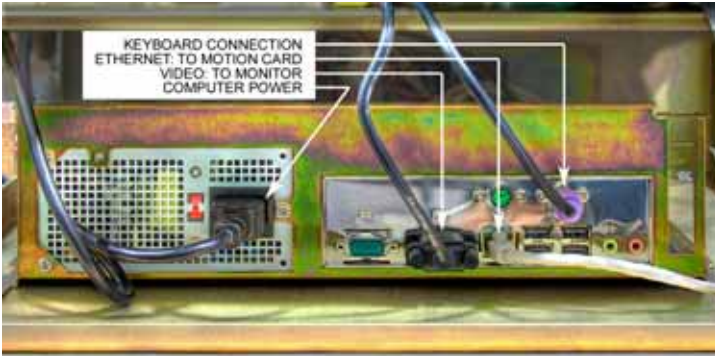 KEYBOARD CONNECTION
ETHERNET: TO MOTION CARD
VIDEO: TO MONITOR
COMPUTER POWER